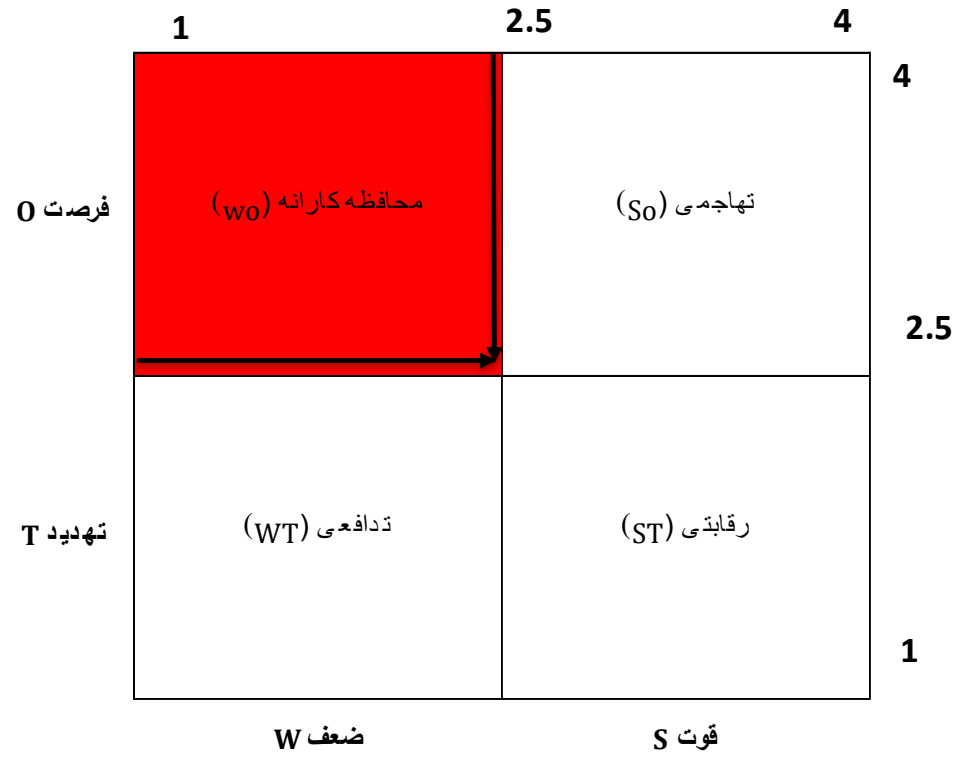 1 2.5 4
4
فرصت O
محافظه کارانه (wo)
تهاجمی (So)
2.5
تهدید T
تدافعی (WT)
رقابتی (ST)
1
ضعف W
قوت S